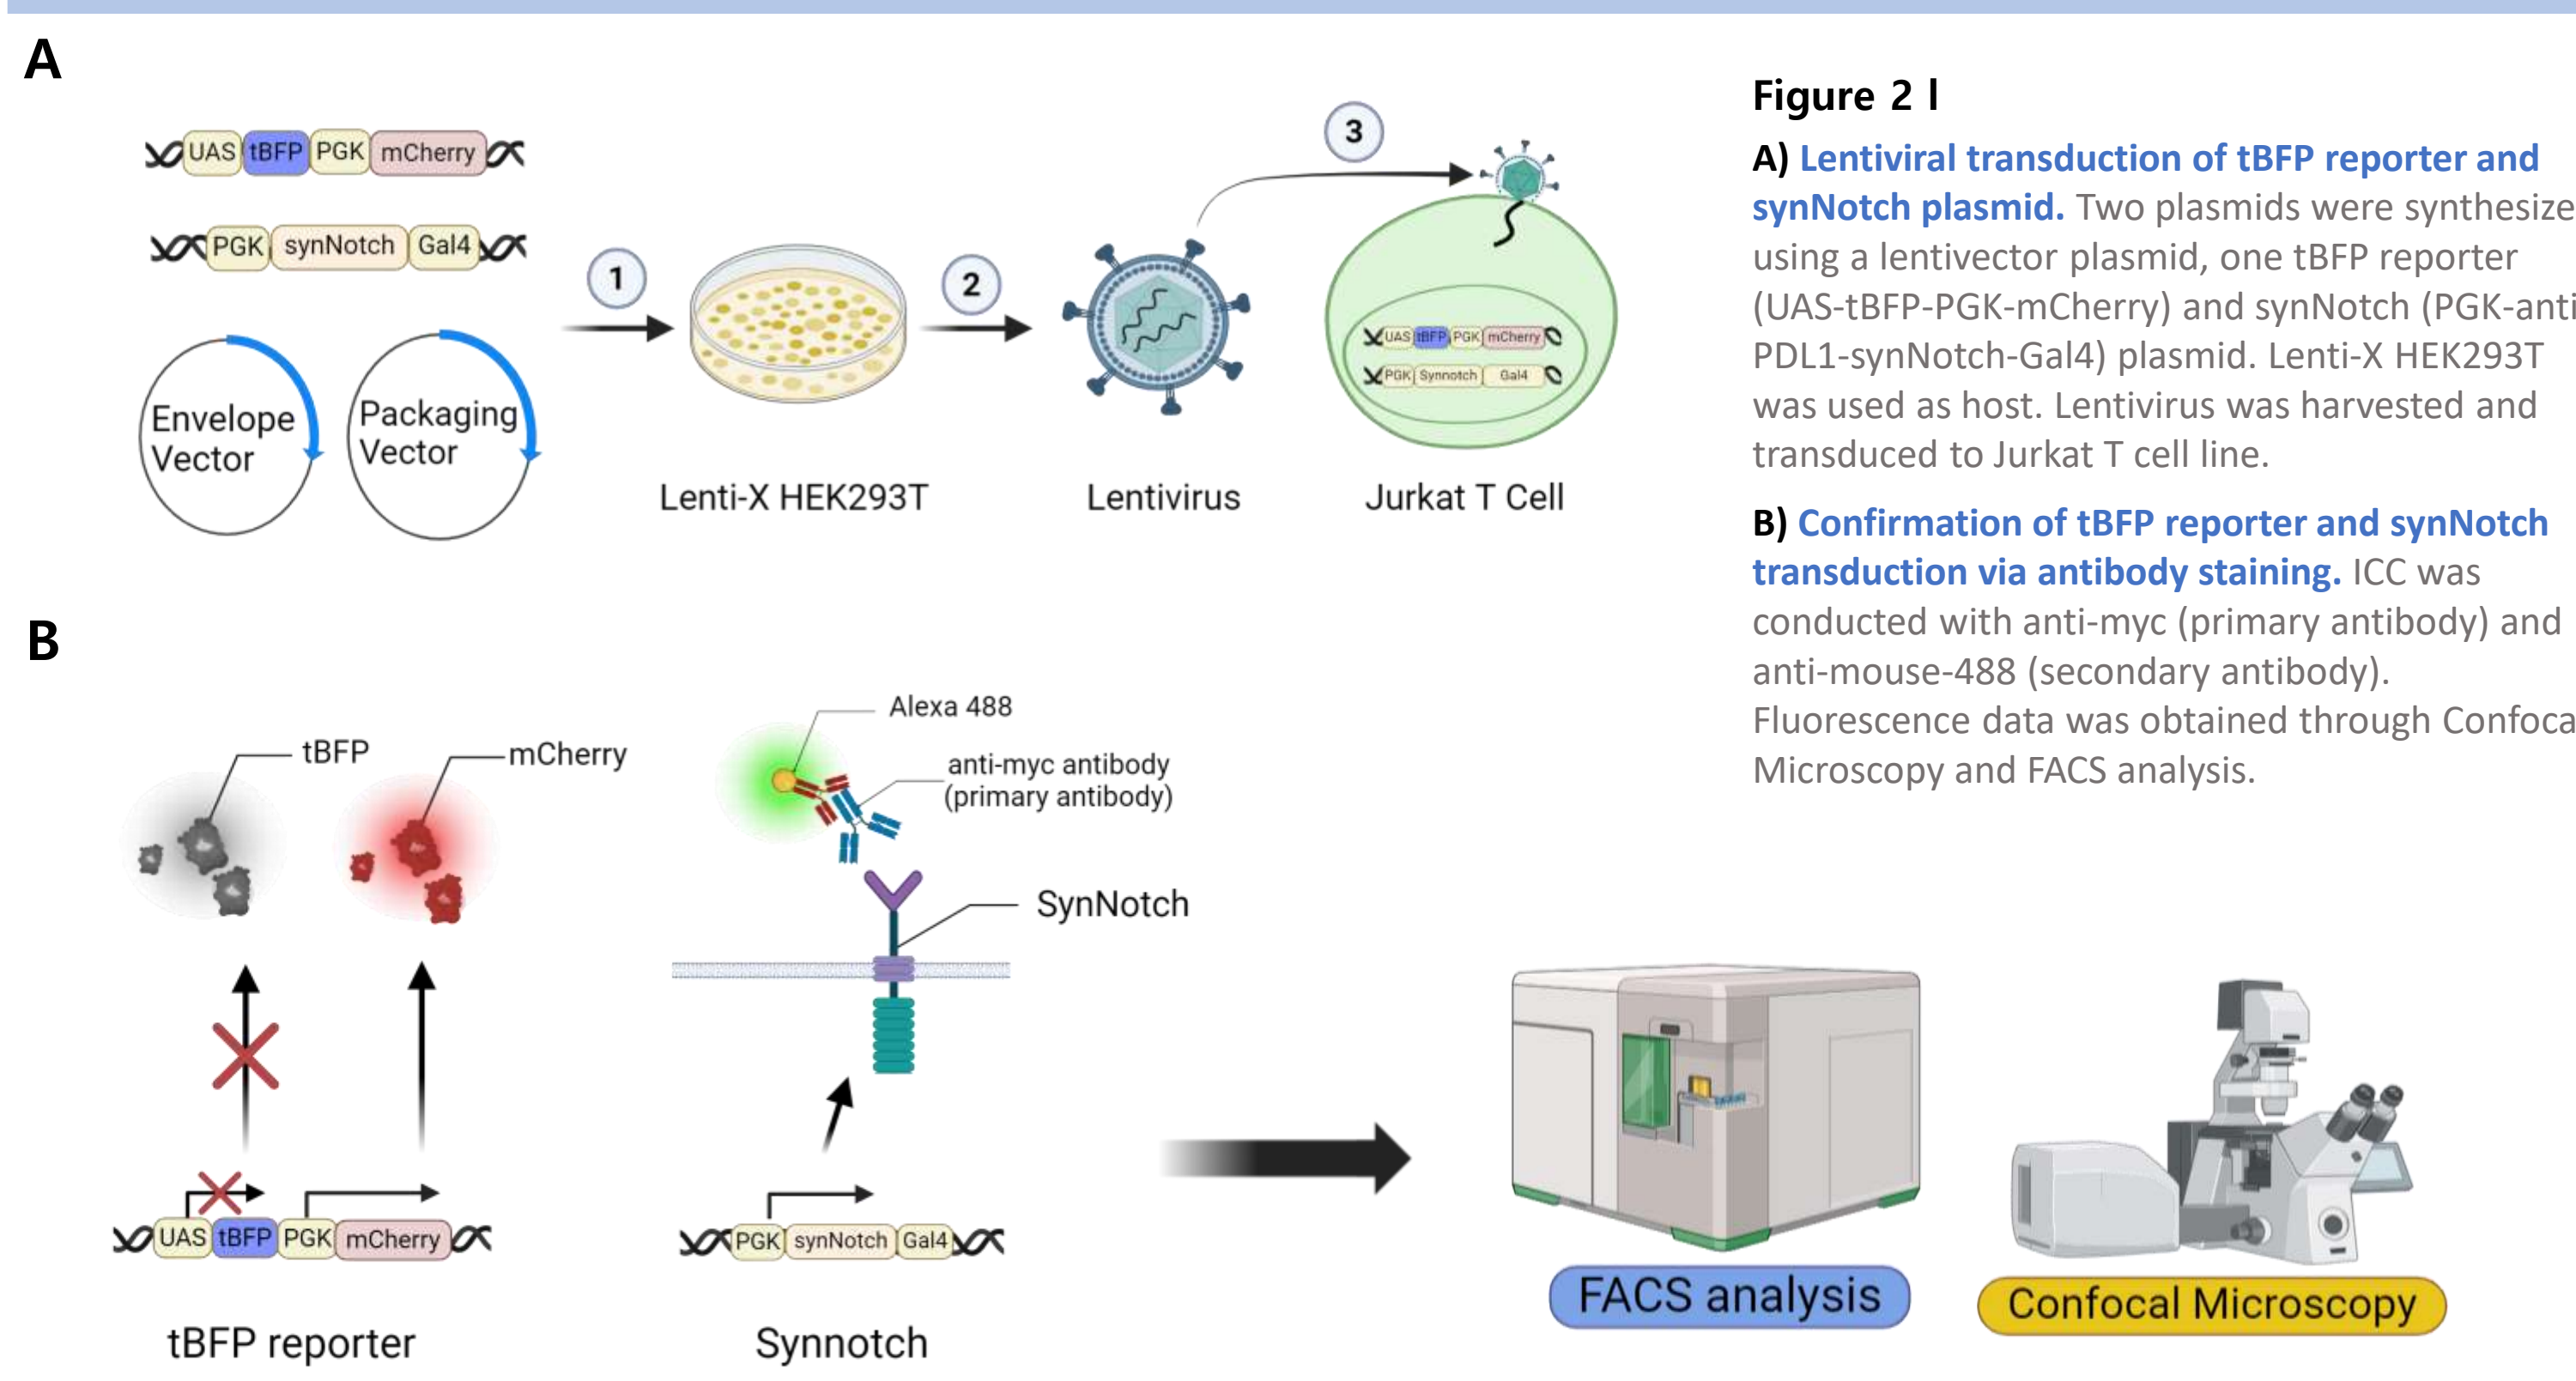 A
UAS tBFP PGK mCherry
PGK synNotch Gal4
Envelope
Vector
Packaging
Vector
1
2
3
UAS tBFP PGK mCherry
PGK Synnotch Gal4
Lenti-X HEK293T
Lentivirus
Jurkat T Cell
Figure 2 l
A) Lentiviral transduction of tBFP reporter and
synNotch plasmid. Two plasmids were synthesize
using a lentivector plasmid, one tBFP reporter
(UAS-tBFP-PGK-mCherry) and synNotch (PGK-anti
PDL1-synNotch-Gal4) plasmid. Lenti-X HEK293T
was used as host. Lentivirus was harvested and
transduced to Jurkat T cell line.
B) Confirmation of tBFP reporter and synNotch
transduction via antibody staining. ICC was
conducted with anti-myc (primary antibody) and
anti-mouse-488 (secondary antibody).
Fluorescence data was obtained through Confoca
Microscopy and FACS analysis.
B
tBFP
mCherry
Alexa 488
anti-myc antibody
(primary antibody)
SynNotch
UAS tBFP PGK mCherry
PGK synNotch Gal4
tBFP reporter
Synnotch
FACS analysis
Confocal Microscopy